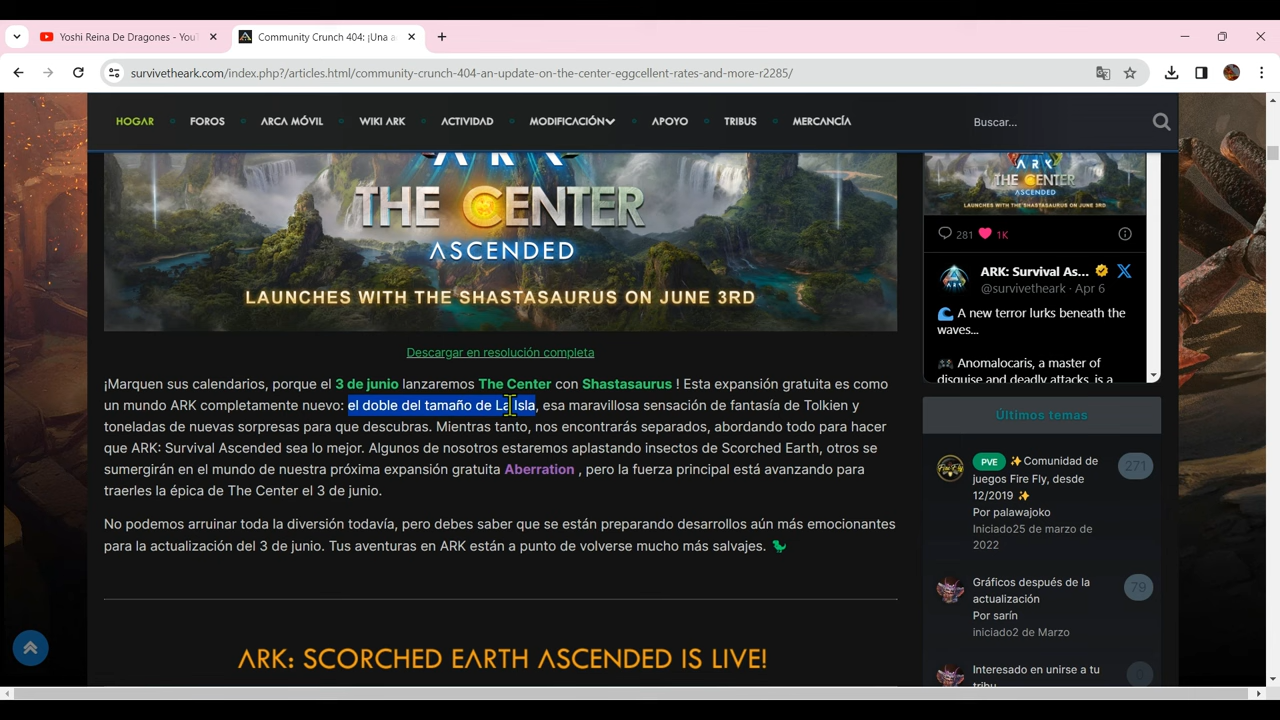 Yoshi Reina De Dragones - You
Community Crunch 404: ¡Una a
survivetheark.com/index.php?/articles.html/community-crunch-404-an-update-on-the-center-eggcellent-rates-and-more-r2285/
HOGAR FOROS ARCA MÓVIL WIKI ARK ACTIVIDAD MODIFICACIÓN APOYO TRIBUS MERCANCÍA
Buscar...
THE CENTER
ASCENDED
LAUNCHES WITH THE SHASTASAURUS ON JUNE 3RD
Descargar en resolución completa
¡Marquen sus calendarios, porque el 3 de junio lanzaremos The Center con Shastasaurus ! Esta expansión gratuita es como
un mundo ARK completamente nuevo: el doble del tamaño de La Isla, esa maravillosa sensación de fantasía de Tolkien y
toneladas de nuevas sorpresas para que descubras. Mientras tanto, nos encontrarás separados, abordando todo para hacer
que ARK: Survival Ascended sea lo mejor. Algunos de nosotros estaremos aplastando insectos de Scorched Earth, otros se
sumergirán en el mundo de nuestra próxima expansión gratuita Aberration , pero la fuerza principal está avanzando para
traerles la épica de The Center el 3 de junio.
No podemos arruinar toda la diversión todavía, pero debes saber que se están preparando desarrollos aún más emocionantes
para la actualización del 3 de junio. Tus aventuras en ARK están a punto de volverse mucho más salvajes. 🦖
ARK: SCORCHED EARTH ASCENDED IS LIVE!
THE CENTER
ASCENDED
LAUNCHES WITH THE SHASTASAURUS ON JUNE 3RD
281 1K
ARK: Survival As...
@survivetheark · Apr 6
🌊 A new terror lurks beneath the
waves...
🎮 Anomalocaris, a master of
disguise and deadly attacks, is a
Últimos temas
PVE ✨Comunidad de
juegos Fire Fly, desde
12/2019 ✨
Por palawajoko
Iniciado25 de marzo de
2022
271
Gráficos después de la
actualización
Por sarín
iniciado2 de Marzo
79
Interesado en unirse a tu
tribu
0